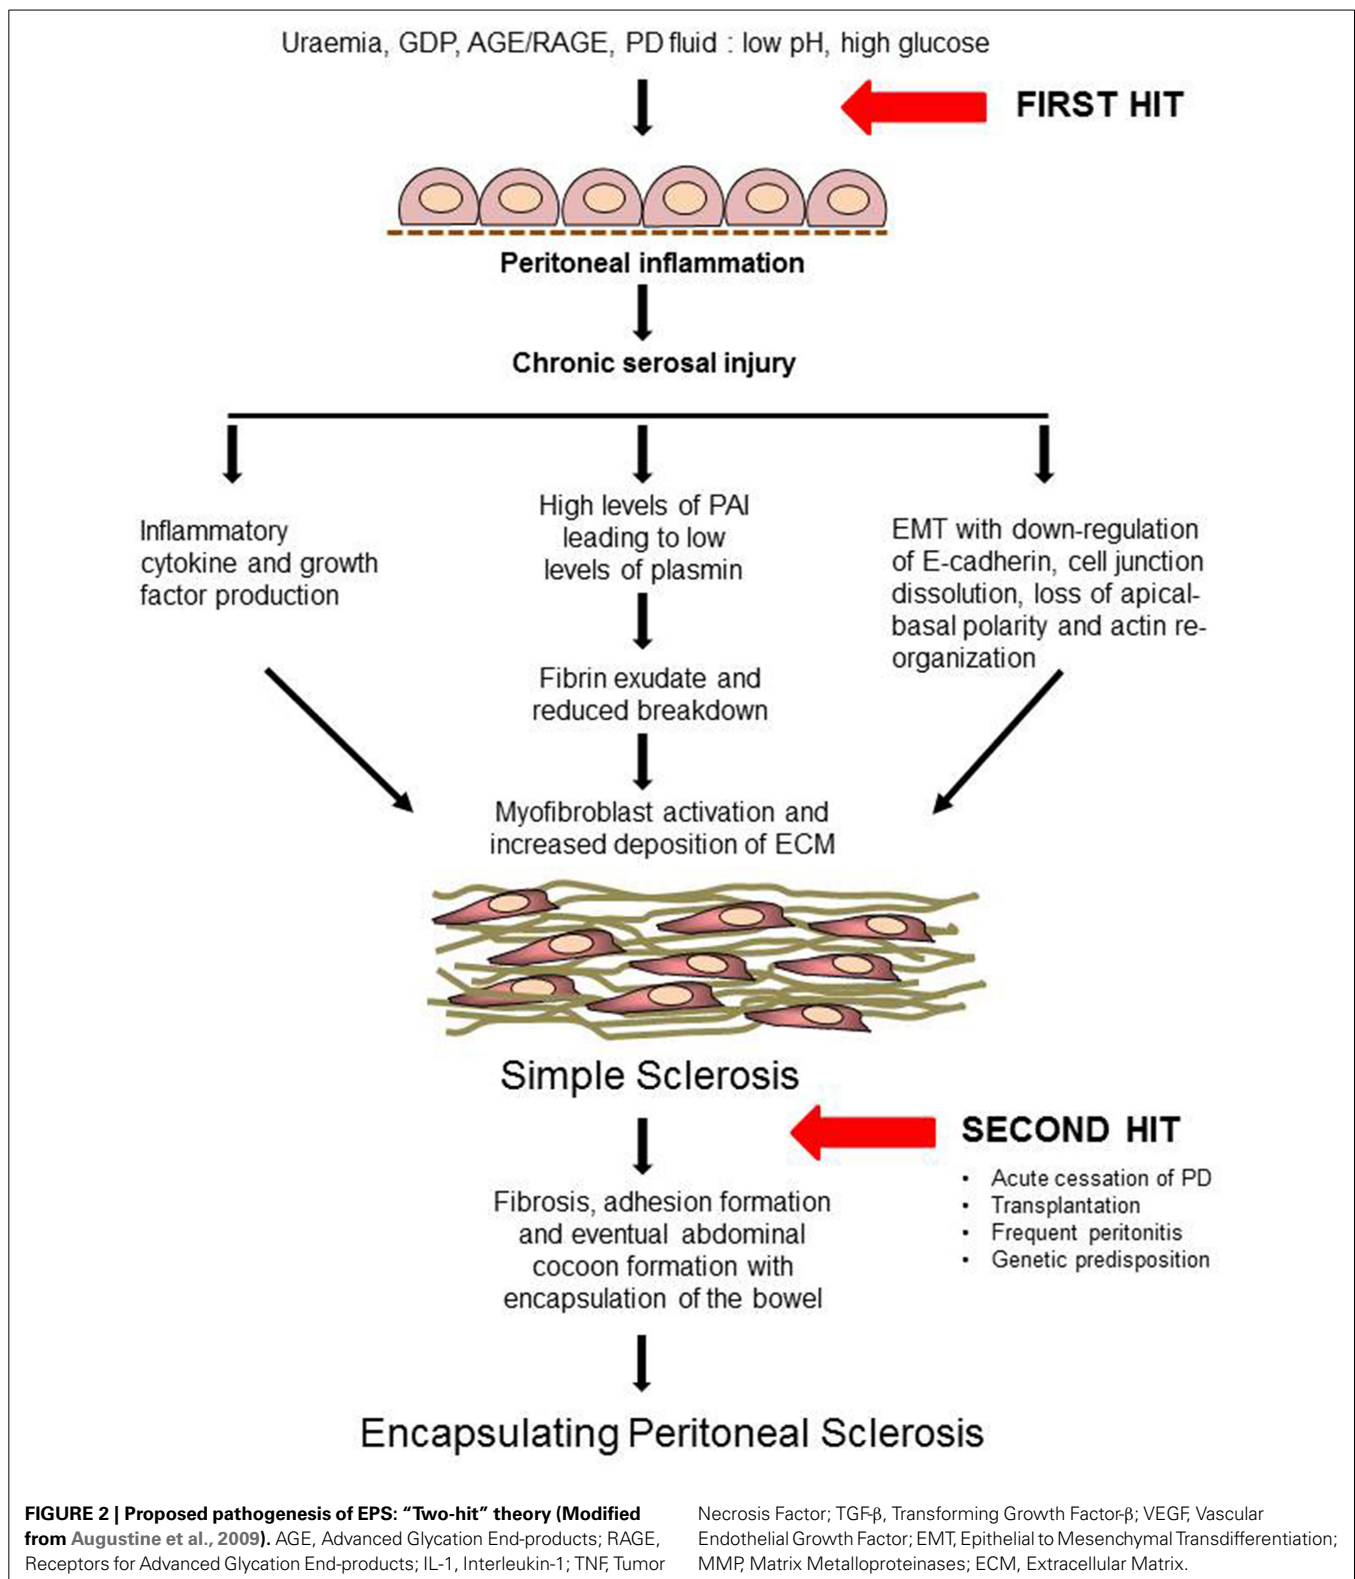 Uraemia, GDP, AGE/RAGE, PD fluid : low pH, high glucose
FIRST HIT
Peritoneal inflammation
Chronic serosal injury
Inflammatory
cytokine and growth
factor production
High levels of PAI
leading to low
levels of plasmin
EMT with down-regulation
of E-cadherin, cell junction
dissolution, loss of apical-
basal polarity and actin re-
organization
Fibrin exudate and
reduced breakdown
Myofibroblast activation and
increased deposition of ECM
Simple Sclerosis
SECOND HIT
• Acute cessation of PD
• Transplantation
• Frequent peritonitis
• Genetic predisposition
Fibrosis, adhesion formation
and eventual abdominal
cocoon formation with
encapsulation of the bowel
Encapsulating Peritoneal Sclerosis
FIGURE 2 | Proposed pathogenesis of EPS: “Two-hit” theory (Modified
from Augustine et al., 2009). AGE, Advanced Glycation End-products; RAGE,
Receptors for Advanced Glycation End-products; IL-1, Interleukin-1; TNF, Tumor
Necrosis Factor; TGF-β, Transforming Growth Factor-β; VEGF, Vascular
Endothelial Growth Factor; EMT, Epithelial to Mesenchymal Transdifferentiation;
MMP, Matrix Metalloproteinases; ECM, Extracellular Matrix.